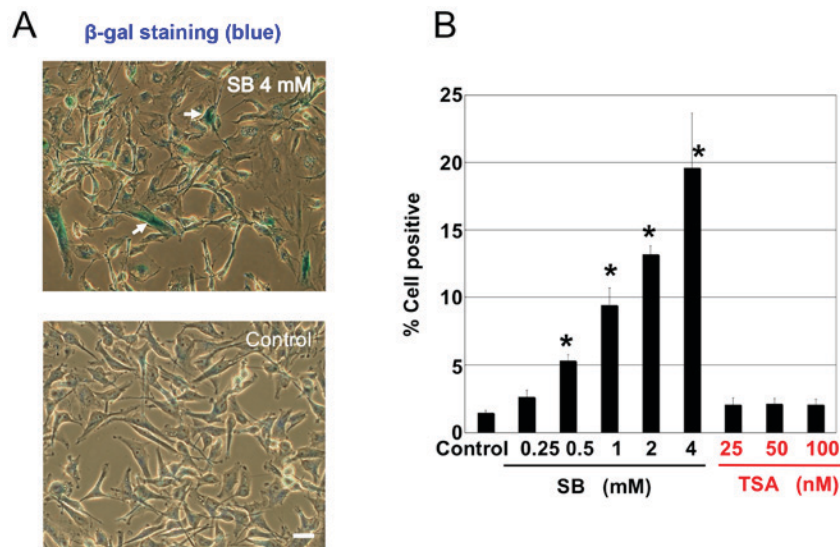 A
β-gal staining (blue)
SB 4 mM
Control
B
% Cell positive
25
20
15
10
5
0
*
*
*
*
Control 0.25 0.5 1 2 4 25 50 100
SB (mM) TSA (nM)